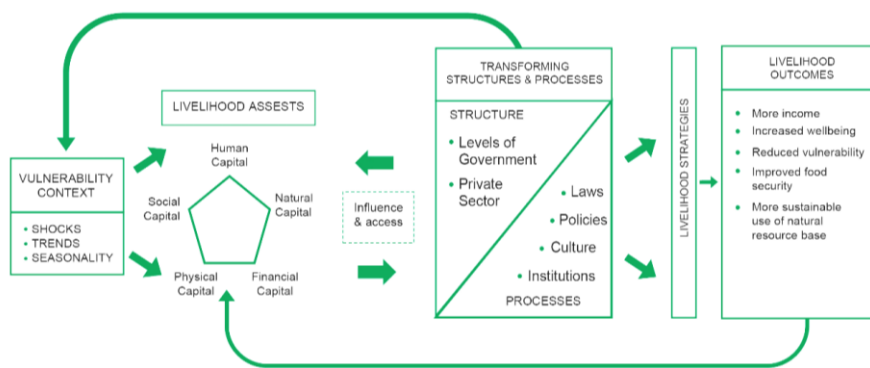 VULNERABILITY
CONTEXT
• SHOCKS
• TRENDS
• SEASONALITY
LIVELIHOOD ASSESTS
Human
Capital
Social
Capital
Natural
Capital
Physical
Capital
Financial
Capital
Influence
& access
TRANSFORMING
STRUCTURES & PROCESSES
STRUCTURE
• Levels of
Government
• Private
Sector
• Laws
• Policies
• Culture
• Institutions
PROCESSES
LIVELIHOOD STRATEGIES
LIVELIHOOD
OUTCOMES
• More income
• Increased wellbeing
• Reduced vulnerability
• Improved food
security
• More sustainable
use of natural
resource base